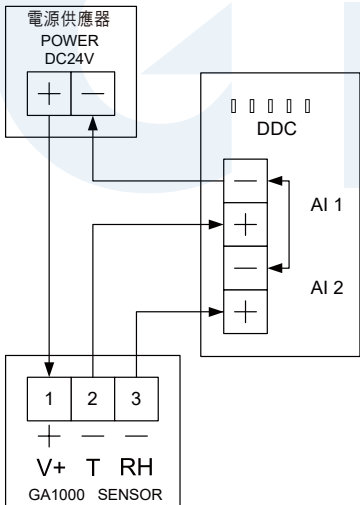 電源供應器
POWER
DC24V
+ −
DDC
−
AI 1
+
−
AI 2
+
1 2 3
+ − −
V+ T RH
GA1000 SENSOR